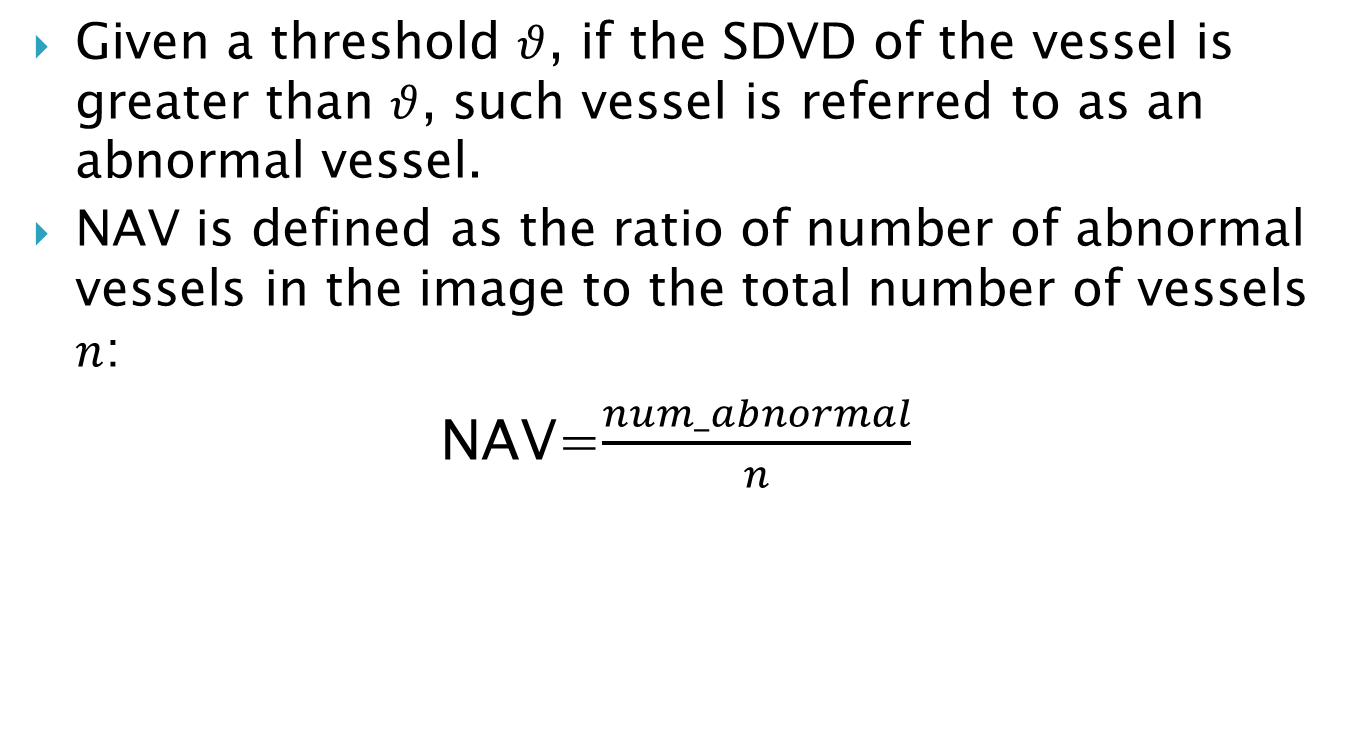 Given a threshold 𝜗, if the SDVD of the vessel is
greater than 𝜗, such vessel is referred to as an
abnormal vessel.
NAV is defined as the ratio of number of abnormal
vessels in the image to the total number of vessels
𝑛:
NAV=𝑛𝑢𝑚_𝑎𝑏𝑛𝑜𝑟𝑚𝑎𝑙/𝑛